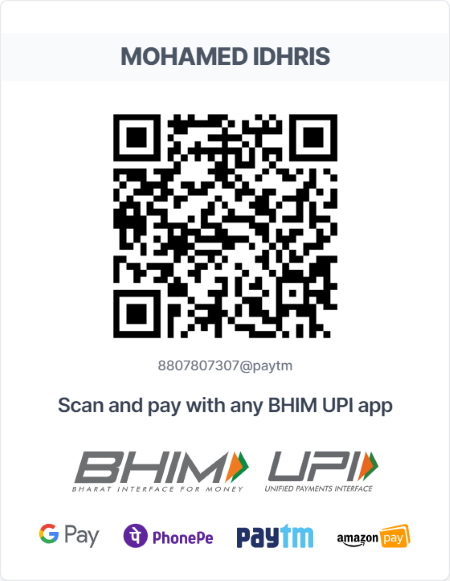 MOHAMED IDHRIS
8807807307@paytm
Scan and pay with any BHIM UPI app
BHIM UPI
BHARAT INTERFACE FOR MONEY UNIFIED PAYMENTS INTERFACE
G Pay PhonePe paytm amazon pay